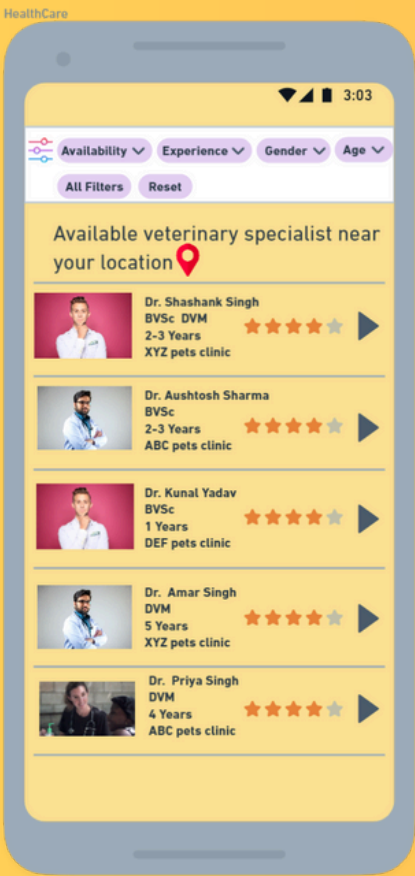 HealthCare
3:03
Availability Experience Gender Age
All Filters Reset
Available veterinary specialist near
your location
Dr. Shashank Singh
BVSc DVM
2-3 Years
XYZ pets clinic
Dr. Aushtosh Sharma
BVSc
2-3 Years
ABC pets clinic
Dr. Kunal Yadav
BVSc
1 Years
DEF pets clinic
Dr. Amar Singh
DVM
5 Years
XYZ pets clinic
Dr. Priya Singh
DVM
4 Years
ABC pets clinic